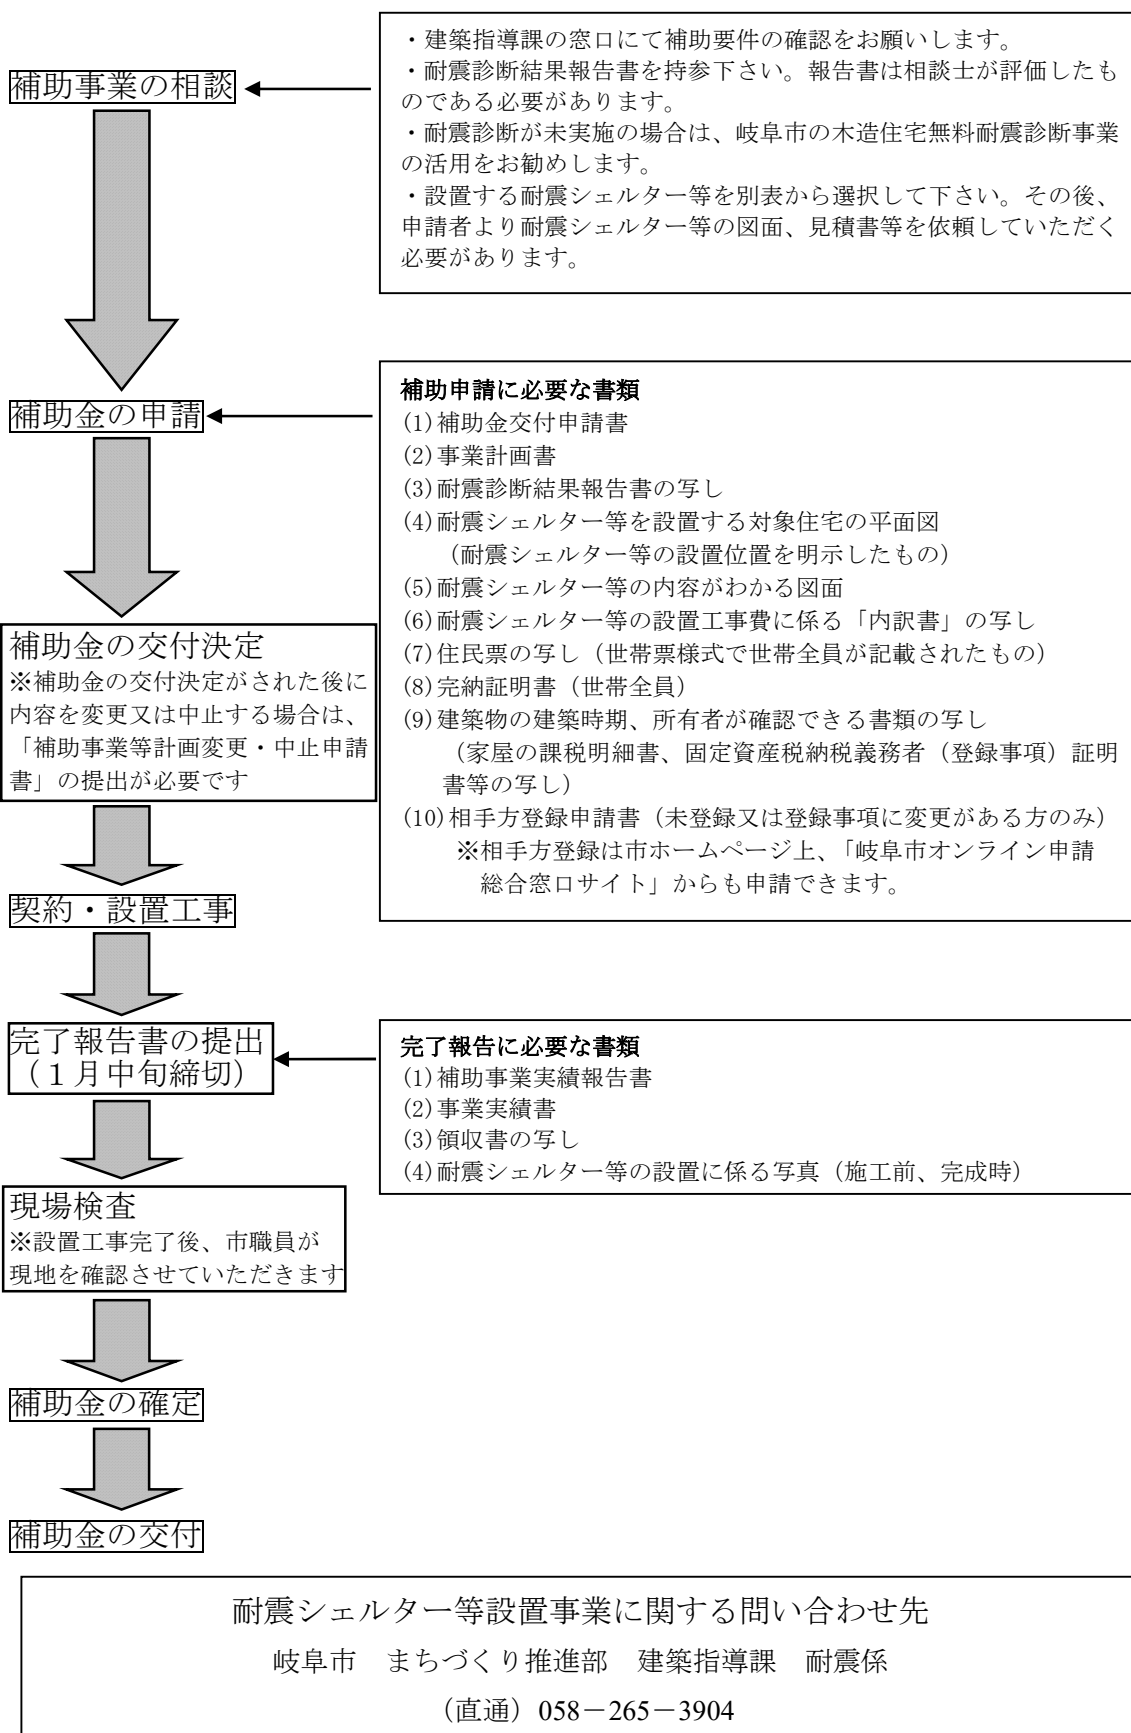 補助事業の相談
・建築指導課の窓口にて補助要件の確認をお願いします。
・耐震診断結果報告書を持参下さい。報告書は相談士が評価したも
のである必要があります。
・耐震診断が未実施の場合は、岐阜市の木造住宅無料耐震診断事業
の活用をお勧めします。
・設置する耐震シェルター等を別表から選択して下さい。その後、
申請者より耐震シェルター等の図面、見積書等を依頼していただく
必要があります。
補助金の申請
補助申請に必要な書類
(1)補助金交付申請書
(2)事業計画書
(3)耐震診断結果報告書の写し
(4)耐震シェルター等を設置する対象住宅の平面図
（耐震シェルター等の設置位置を明示したもの）
(5)耐震シェルター等の内容がわかる図面
(6)耐震シェルター等の設置工事費に係る「内訳書」の写し
(7)住民票の写し（世帯票様式で世帯全員が記載されたもの）
(8)完納証明書（世帯全員）
(9)建築物の建築時期、所有者が確認できる書類の写し
（家屋の課税明細書、固定資産税納税義務者（登録事項）証明
書等の写し）
(10)相手方登録申請書（未登録又は登録事項に変更がある方のみ）
※相手方登録は市ホームページ上、「岐阜市オンライン申請
総合窓口サイト」からも申請できます。
補助金の交付決定
※補助金の交付決定がされた後に
内容を変更又は中止する場合は、
「補助事業等計画変更・中止申請
書」の提出が必要です
契約・設置工事
完了報告書の提出
（１月中旬締切）
完了報告に必要な書類
(1)補助事業実績報告書
(2)事業実績書
(3)領収書の写し
(4)耐震シェルター等の設置に係る写真（施工前、完成時）
現場検査
※設置工事完了後、市職員が
現地を確認させていただきます
補助金の確定
補助金の交付
耐震シェルター等設置事業に関する問い合わせ先
岐阜市　まちづくり推進部　建築指導課　耐震係
（直通）058－265－3904